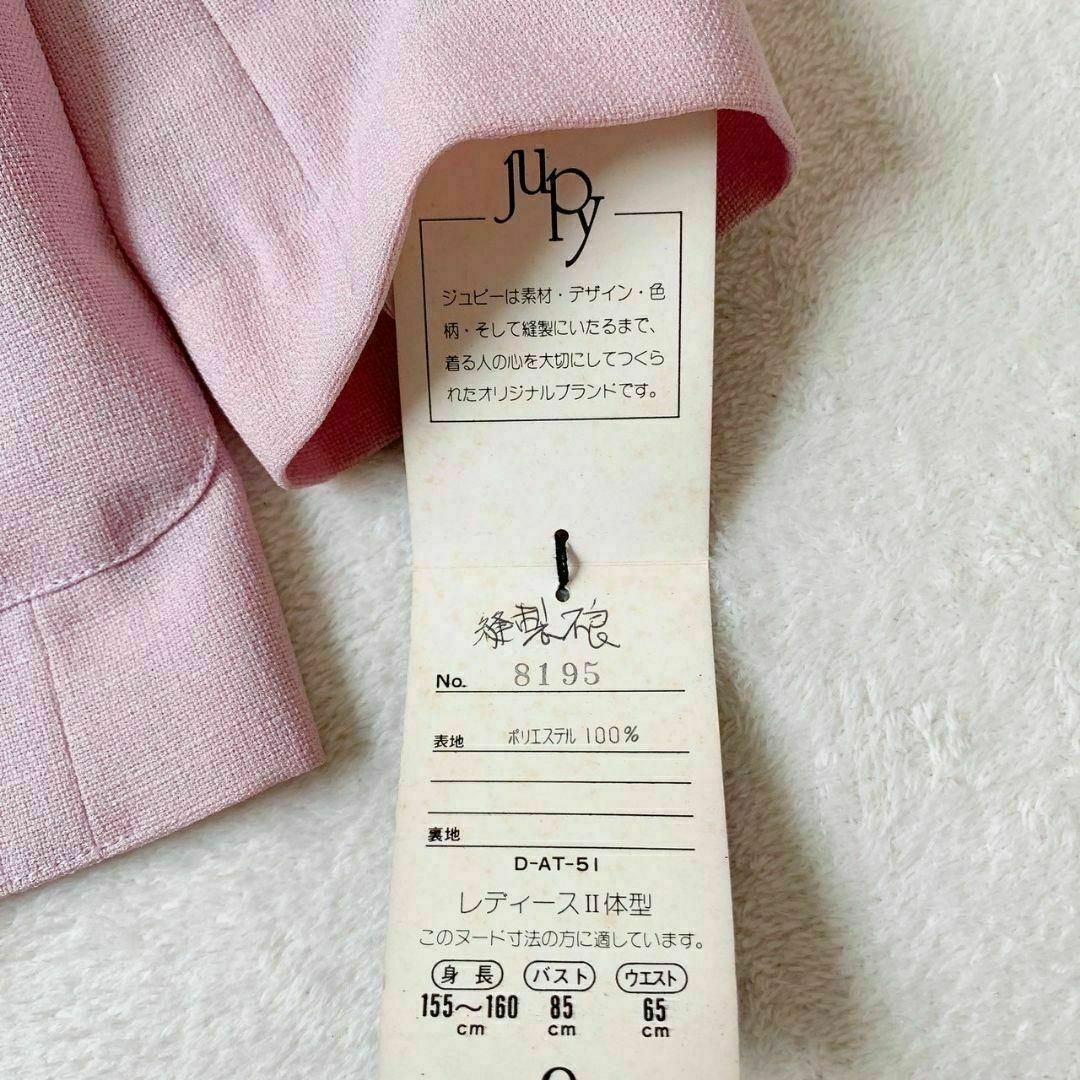 Jupy
ジュピーは素材・デザイン・色
柄・そして縫製にいたるまで、
着る人の心を大切にしてつくら
れたオリジナルブランドです。
縫製不良
No. 8195
表地 ポリエステル 100%
裏地
D-AT-51
レディースII体型
このヌード寸法の方に適しています。
身長 バスト ウエスト
155〜160 85 65
cm cm cm